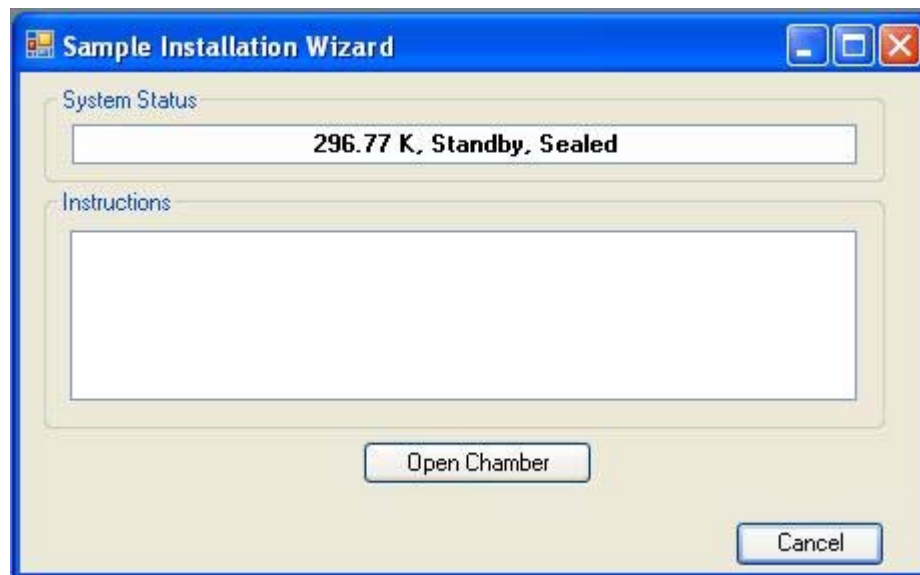 Sample Installation Wizard
System Status
296.77 K, Standby, Sealed
Instructions
Open Chamber
Cancel